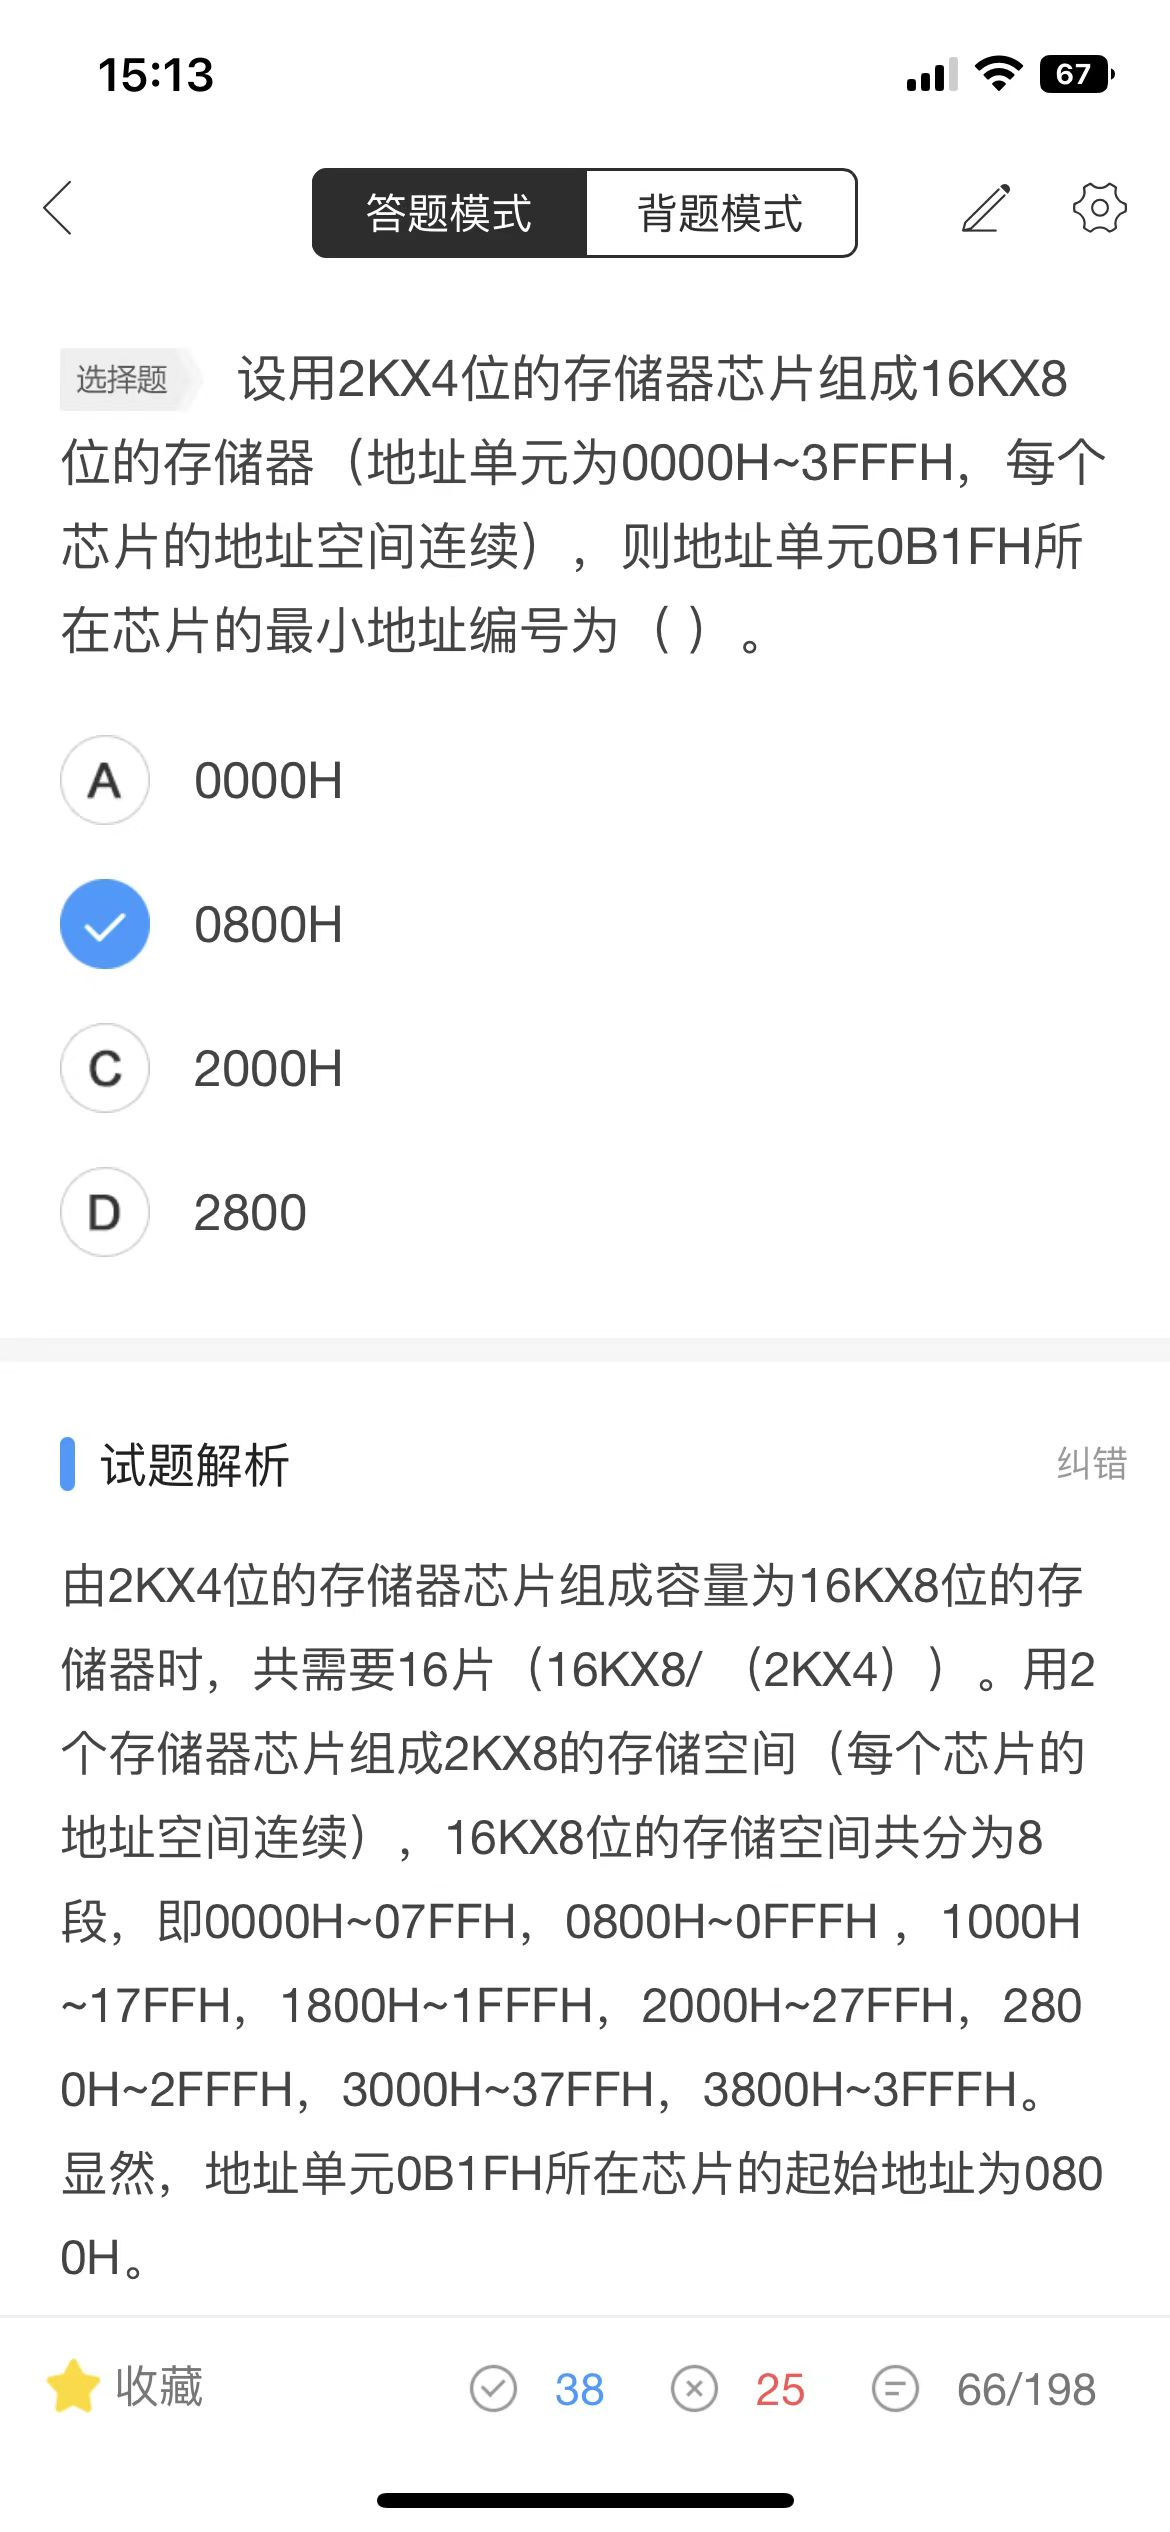 15:13
67
答题模式
背题模式
选择题 设用2KX4位的存储器芯片组成16KX8
位的存储器（地址单元为0000H~3FFFH，每个
芯片的地址空间连续），则地址单元0B1FH所
在芯片的最小地址编号为（ ）。
A 0000H
0800H
C 2000H
D 2800
试题解析
纠错
由2KX4位的存储器芯片组成容量为16KX8位的存
储器时，共需要16片（16KX8/ （2KX4））。用2
个存储器芯片组成2KX8的存储空间（每个芯片的
地址空间连续），16KX8位的存储空间共分为8
段，即0000H~07FFH，0800H~0FFFH ，1000H
~17FFH，1800H~1FFFH，2000H~27FFH，280
0H~2FFFH，3000H~37FFH，3800H~3FFFH。
显然，地址单元0B1FH所在芯片的起始地址为080
0H。
收藏
38
25
66/198